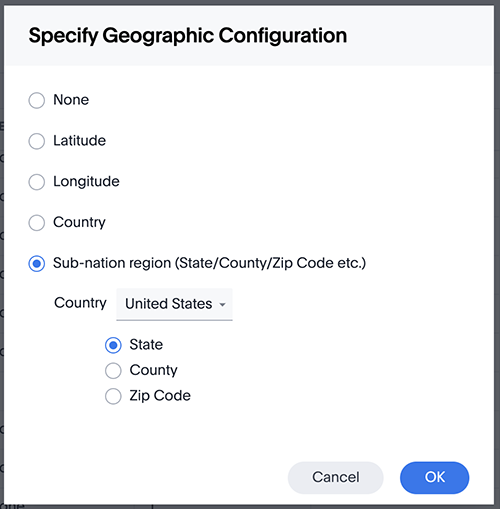 Specify Geographic Configuration
None
Latitude
Longitude
Country
Sub-nation region (State/County/Zip Code etc.)
Country United States
State
County
Zip Code
Cancel OK